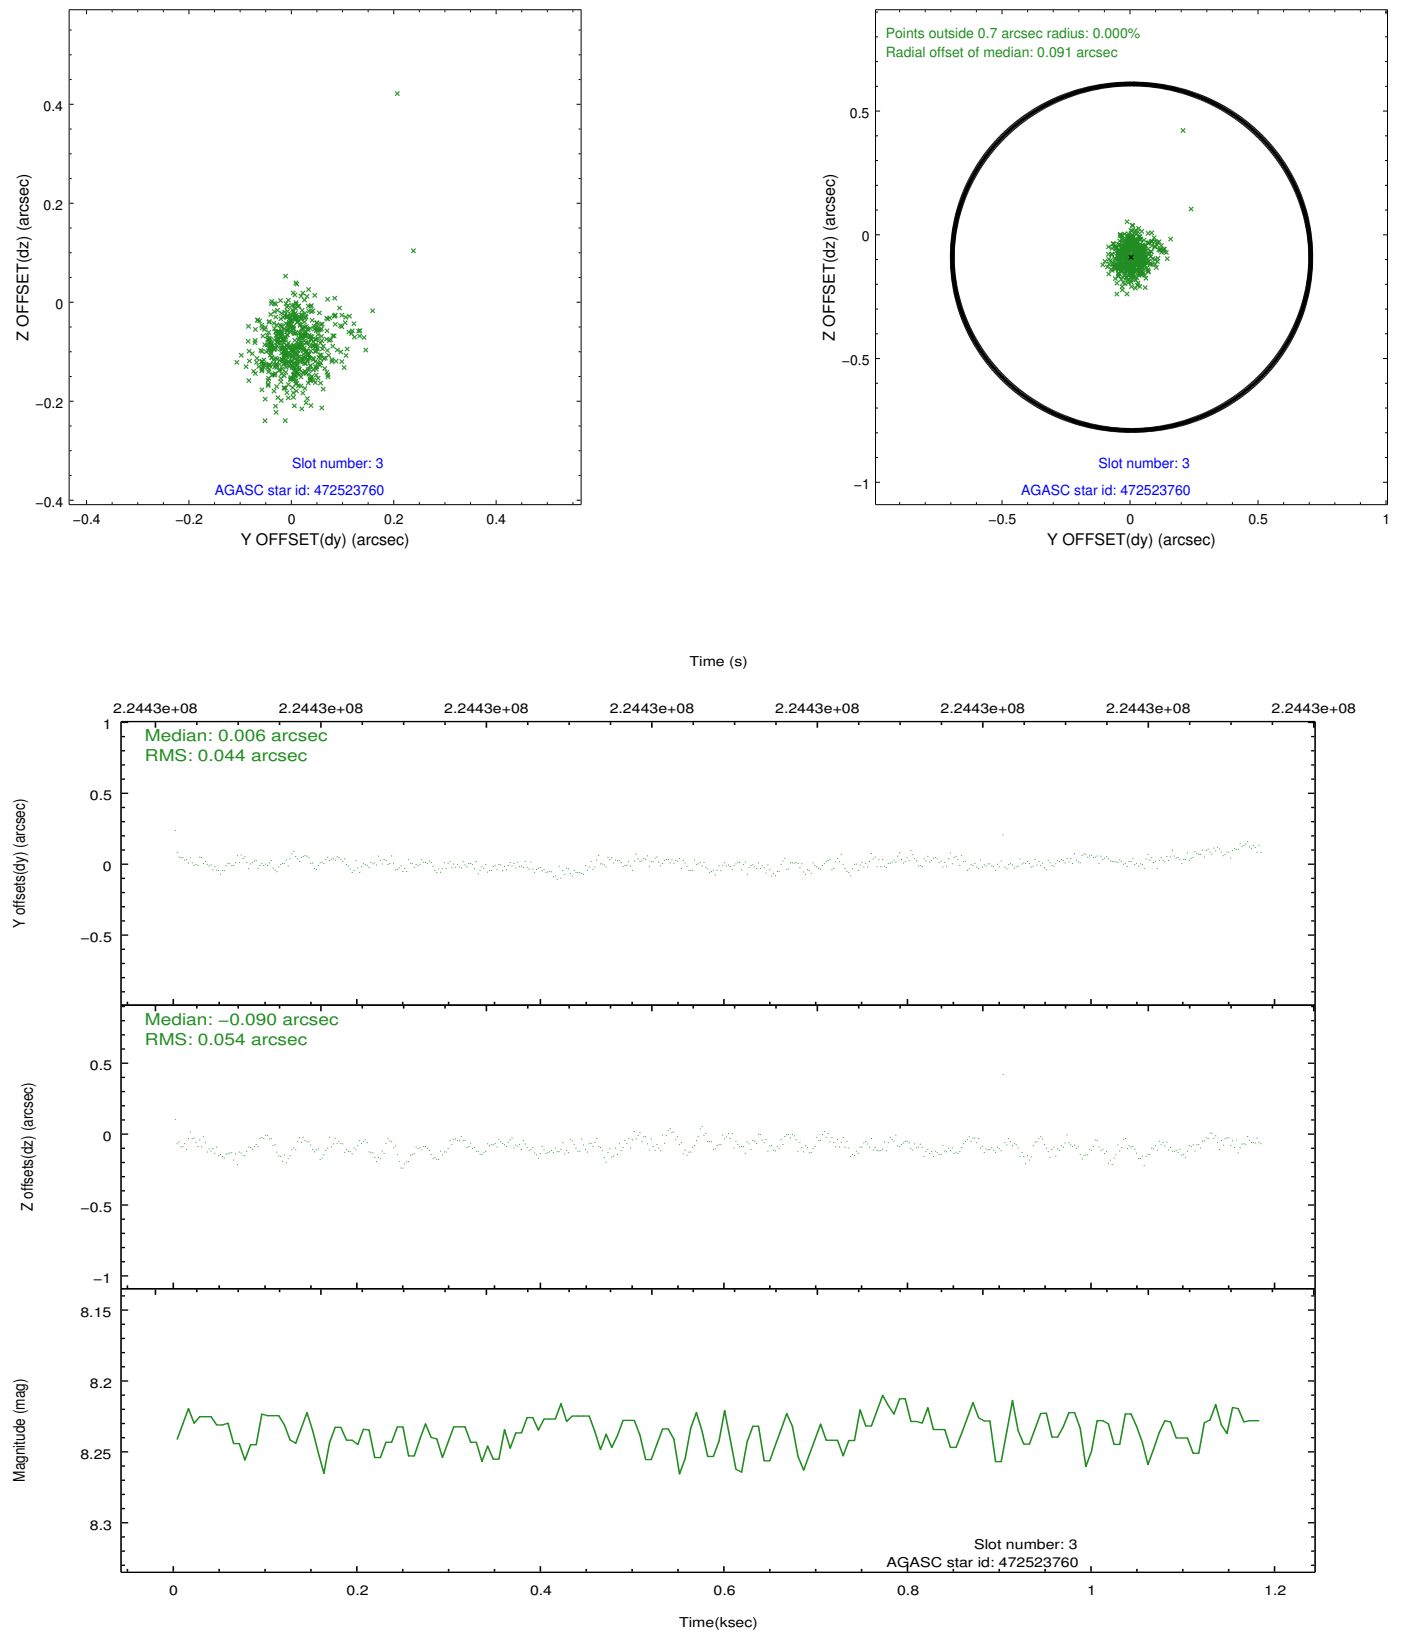 0.4
0.2
0
−0.2
−0.4
−0.4
−0.2
0
0.2
0.4
Z OFFSET(dz) (arcsec)
Y OFFSET(dy) (arcsec)
Slot number: 3
AGASC star id: 472523760
Points outside 0.7 arcsec radius: 0.000%
Radial offset of median: 0.091 arcsec
0.5
0
−0.5
−1
−0.5
0
0.5
1
Z OFFSET(dz) (arcsec)
Y OFFSET(dy) (arcsec)
Slot number: 3
AGASC star id: 472523760
Time (s)
2.2443e+08 2.2443e+08 2.2443e+08 2.2443e+08 2.2443e+08 2.2443e+08 2.2443e+08 2.2443e+08
Median: 0.006 arcsec
RMS: 0.044 arcsec
1
0.5
0
−0.5
Y offsets(dy) (arcsec)
Median: −0.090 arcsec
RMS: 0.054 arcsec
0.5
0
−0.5
−1
Z offsets(dz) (arcsec)
8.15
8.2
8.25
8.3
Magnitude (mag)
Slot number: 3
AGASC star id: 472523760
0 0.2 0.4 0.6 0.8 1 1.2
Time(ksec)